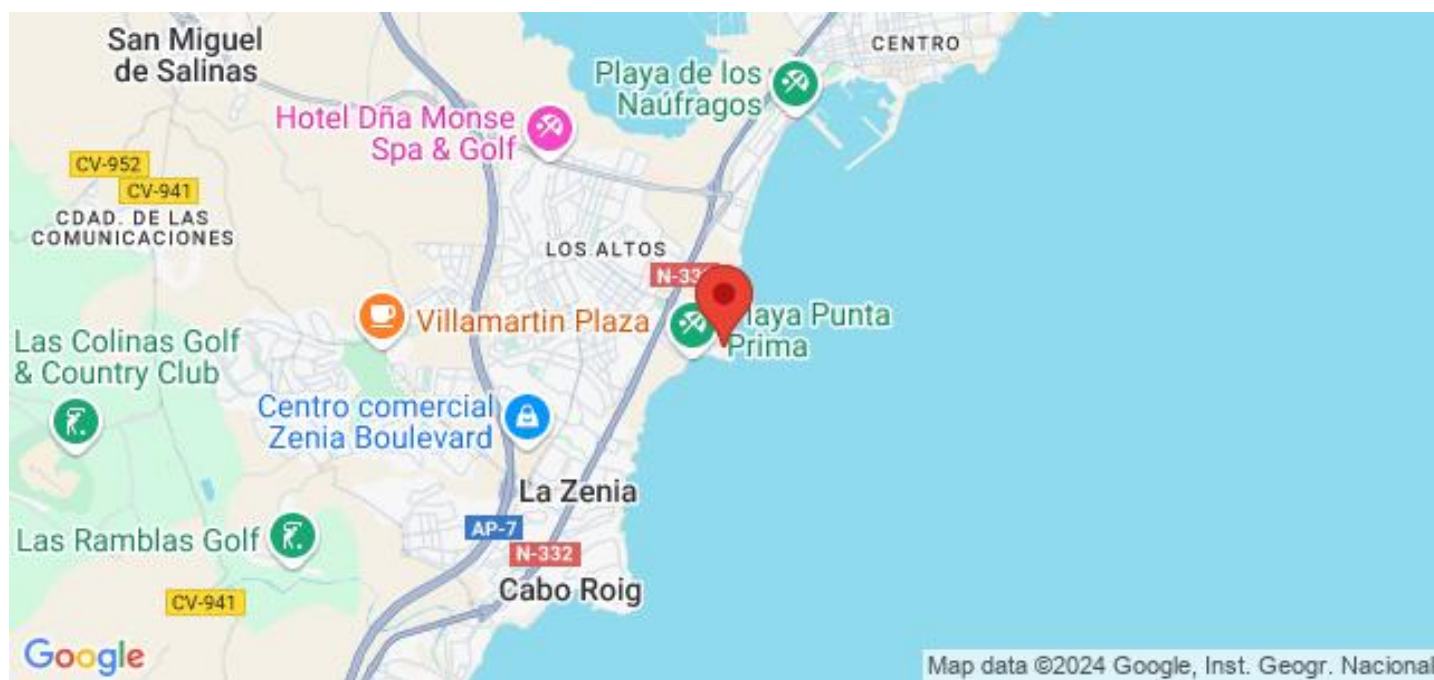 San Miguel
de Salinas
CENTRO
Playa de los
Naúfragos
Hotel Dña Monse
Spa & Golf
CV-952
CV-941
CDAD. DE LAS
COMUNICACIONES
LOS ALTOS
Villamartin Plaza
Prima
Punta
Las Colinas Golf
& Country Club
Centro comercial
Zenia Boulevard
La Zenia
AP-7
Las Ramblas Golf
N-332
Cabo Roig
CV-941
Google
Map data ©2024 Google, Inst. Geogr. Nacional